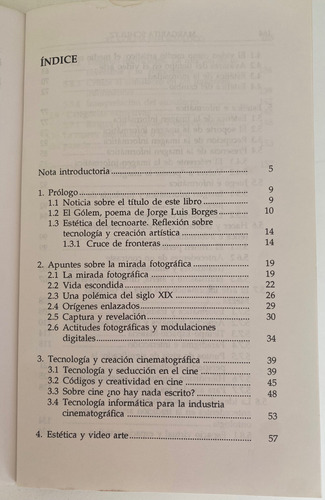 ÍNDICE
Nota introductoria 5
1. Prólogo 9
1.1 Noticia sobre el título de este libro 9
1.2 El Gólem, poema de Jorge Luis Borges 10
1.3 Estética del tecnoarte. Reflexión sobre
tecnología y creación artística 14
1.3.1 Cruce de fronteras 14
2. Apuntes sobre la mirada fotográfica 19
2.1 La mirada fotográfica 19
2.2 Vida escondida 22
2.3 Una polémica del siglo XIX 26
2.4 Orígenes enlazados 29
2.5 Captura y revelación 30
2.6 Actitudes fotográficas y modulaciones
digitales 34
3. Tecnología y creación cinematográfica 39
3.1 Tecnología y seducción en el cine 39
3.2 Códigos y creatividad en cine 45
3.3 Sobre cine ¿no hay nada escrito? 48
3.4 Tecnología informática para la industria
cinematográfica 53
4. Estética y video arte 57